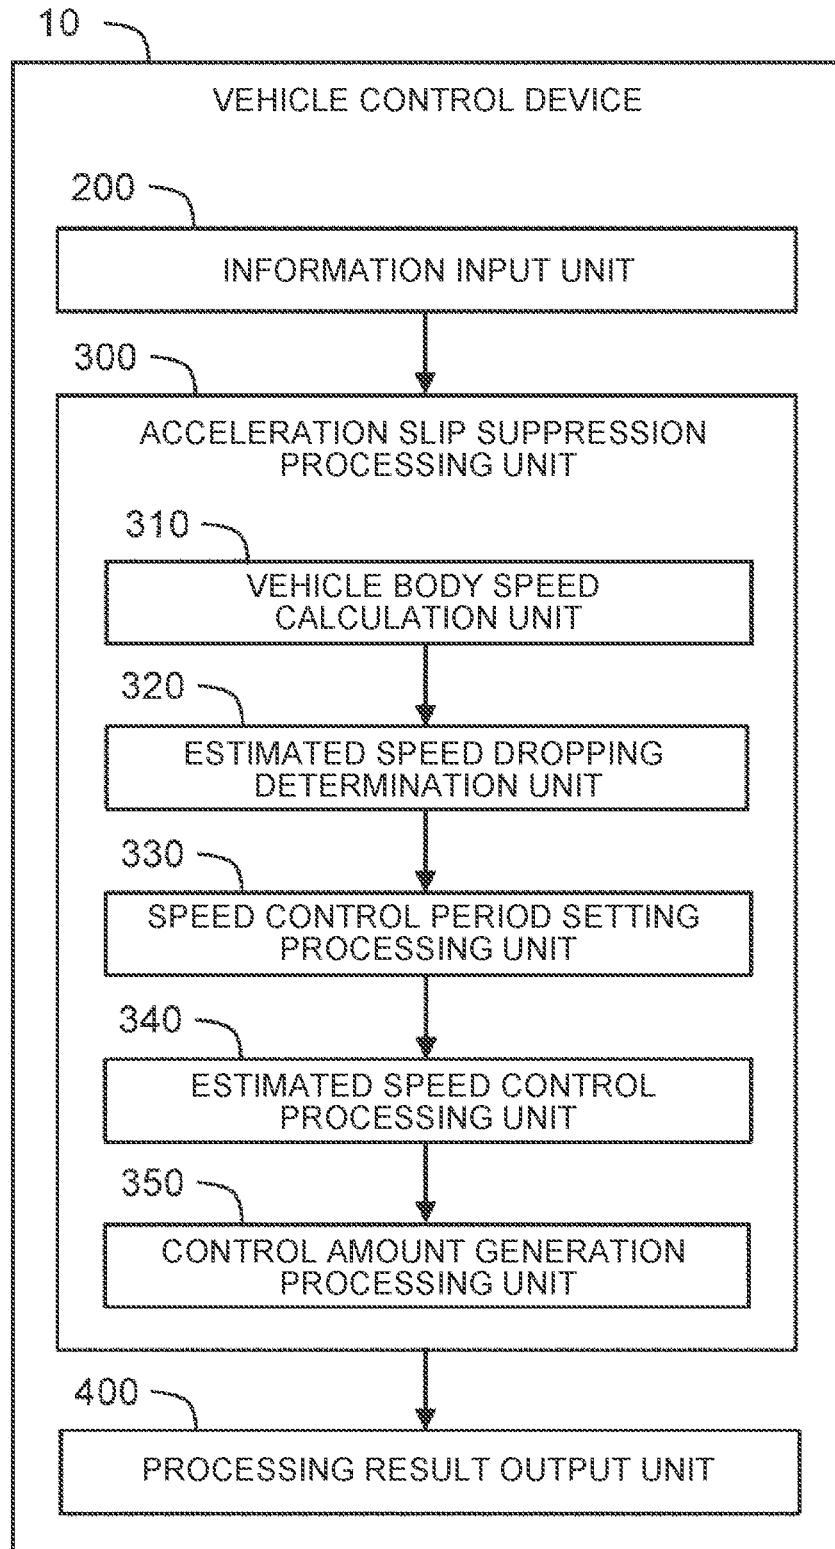 10
VEHICLE CONTROL DEVICE
200
INFORMATION INPUT UNIT
300
ACCELERATION SLIP SUPPRESSION
PROCESSING UNIT
310
VEHICLE BODY SPEED
CALCULATION UNIT
320
ESTIMATED SPEED DROPPING
DETERMINATION UNIT
330
SPEED CONTROL PERIOD SETTING
PROCESSING UNIT
340
ESTIMATED SPEED CONTROL
PROCESSING UNIT
350
CONTROL AMOUNT GENERATION
PROCESSING UNIT
400
PROCESSING RESULT OUTPUT UNIT